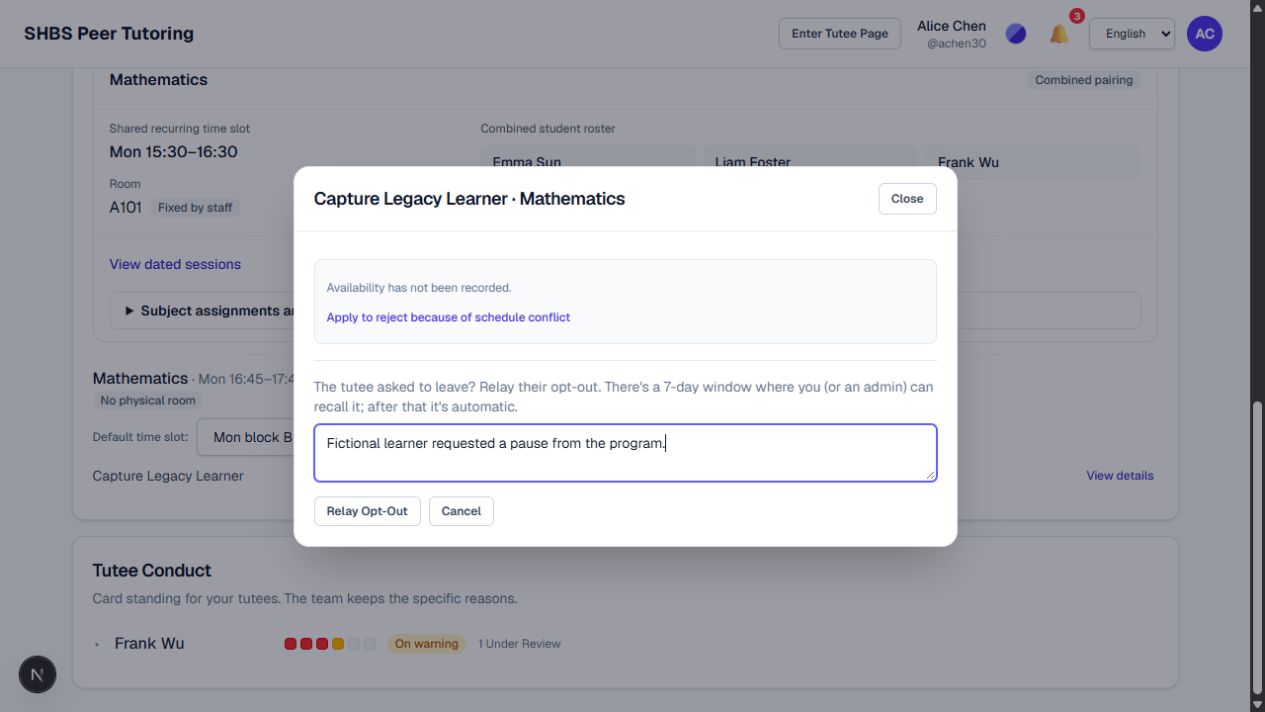 SHBS Peer Tutoring
Enter Tutee Page
Alice Chen
@achen30
3
English
AC
Mathematics
Combined pairing
Shared recurring time slot
Mon 15:30–16:30
Room
A101
Fixed by staff
Combined student roster
Emma Sun
Liam Foster
Frank Wu
View dated sessions
Subject assignments
Capture Legacy Learner · Mathematics
Close
Availability has not been recorded.
Apply to reject because of schedule conflict
The tutee asked to leave? Relay their opt-out. There's a 7-day window where you (or an admin) can
recall it; after that it's automatic.
Fictional learner requested a pause from the program.
Relay Opt-Out
Cancel
Mathematics · Mon 16:45–17:4
No physical room
Default time slot:
Mon block B
Capture Legacy Learner
View details
Tutee Conduct
Card standing for your tutees. The team keeps the specific reasons.
Frank Wu
On warning
1 Under Review
N